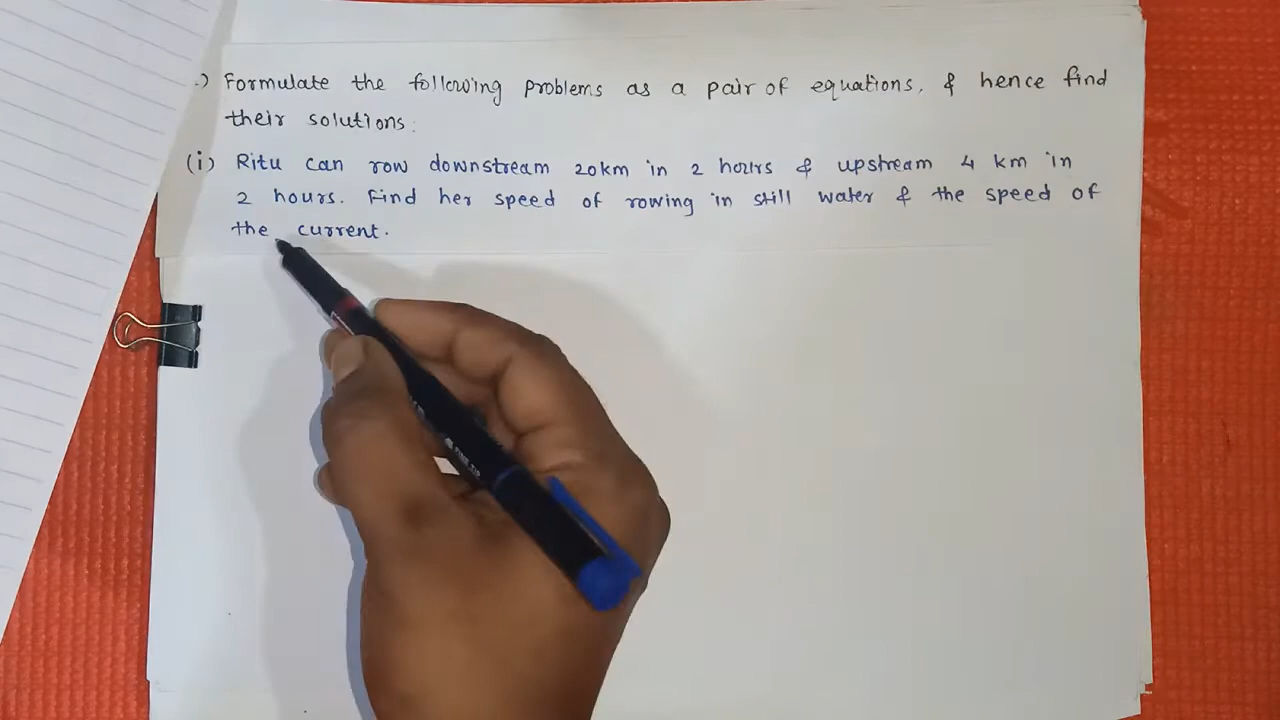 .) Formulate the following problems as a pair of equations, & hence find
their solutions:
(i) Ritu can row downstream 20km in 2 hours & upstream 4 km in
2 hours. Find her speed of rowing in still water & the speed of
the current.